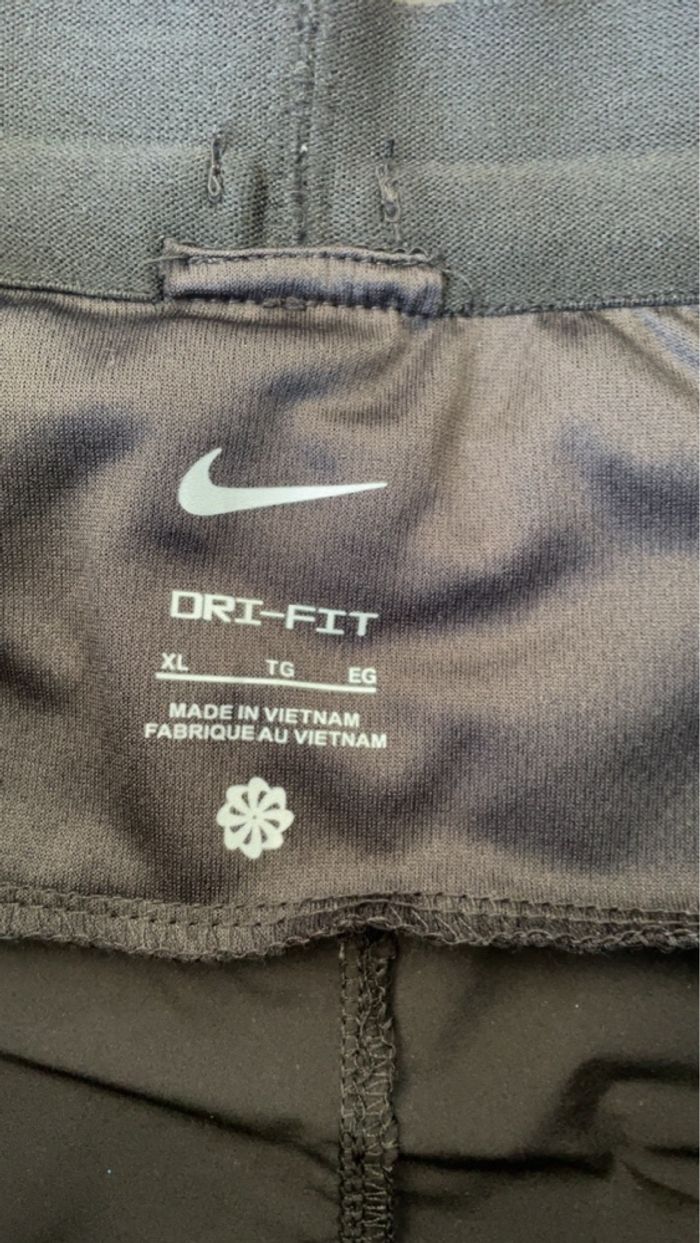 DRI-FIT
XL TG EG
MADE IN VIETNAM
FABRIQUE AU VIETNAM